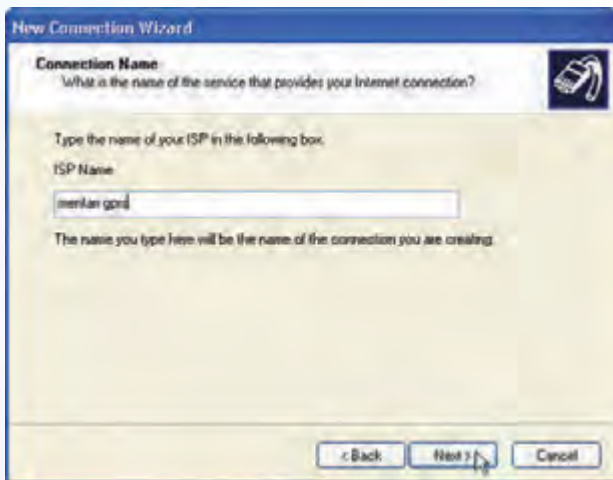 New Connection Wizard
Connection Name
What is the name of the service that provides your Internet connection?
Type the name of your ISP in the following box.
ISP Name
mentari gprs
The name you type here will be the name of the connection you are creating.
< Back
Next >
Cancel